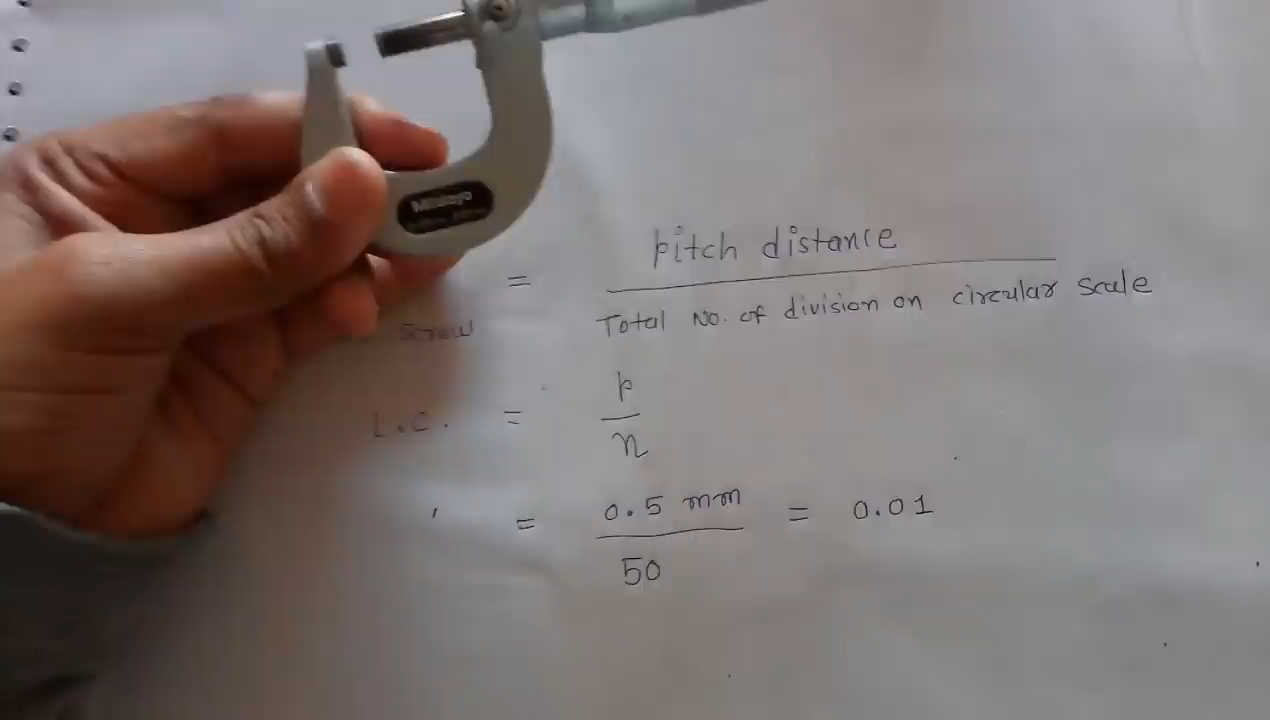 Mitutoyo
= pitch distance
Screw Total No. of division on circular scale
L.C. = p
n
= 0.5 mm = 0.01
50